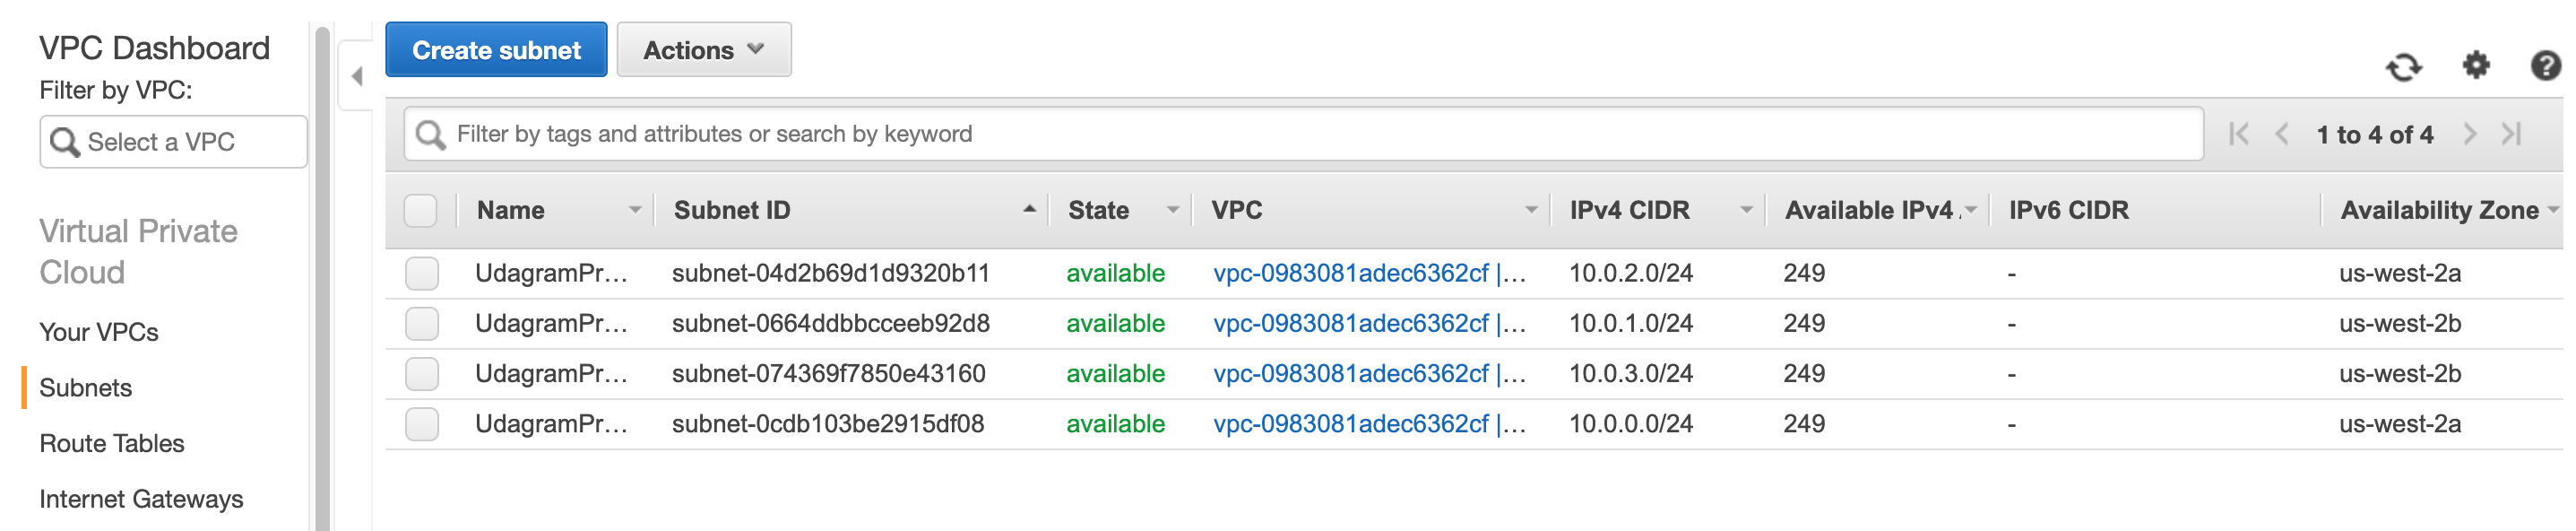 VPC Dashboard
Filter by VPC:
Select a VPC
Virtual Private
Cloud
Your VPCs
Subnets
Route Tables
Internet Gateways
Create subnet Actions
Filter by tags and attributes or search by keyword 1 to 4 of 4
Name Subnet ID State VPC IPv4 CIDR Available IPv4 IPv6 CIDR Availability Zone
UdagramPr... subnet-04d2b69d1d9320b11 available vpc-0983081adec6362cf |... 10.0.2.0/24 249 - us-west-2a
UdagramPr... subnet-0664ddbbcceeb92d8 available vpc-0983081adec6362cf |... 10.0.1.0/24 249 - us-west-2b
UdagramPr... subnet-074369f7850e43160 available vpc-0983081adec6362cf |... 10.0.3.0/24 249 - us-west-2b
UdagramPr... subnet-0cdb103be2915df08 available vpc-0983081adec6362cf |... 10.0.0.0/24 249 - us-west-2a